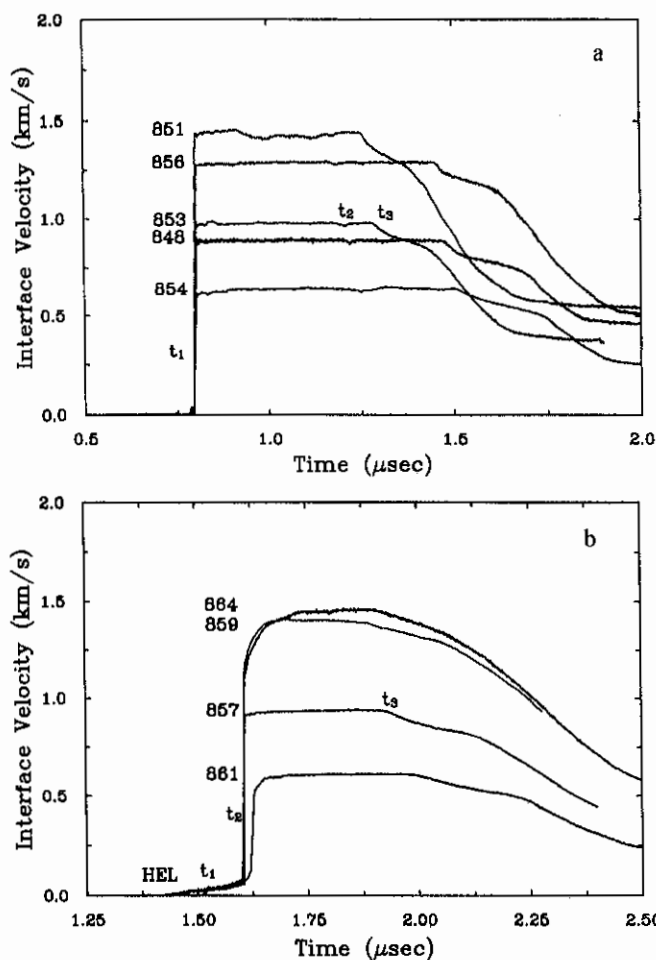 a
2.0
1.5
1.0
0.5
0.0
Interface Velocity (km/s)
851
856
853
848
854
t₁
t₂
t₃
0.5
1.0
1.5
2.0
Time (μsec)
b
2.0
1.5
1.0
0.5
0.0
Interface Velocity (km/s)
864
859
857
861
t₃
t₂
HEL
t₁
1.25
1.50
1.75
2.00
2.25
2.50
Time (μsec)